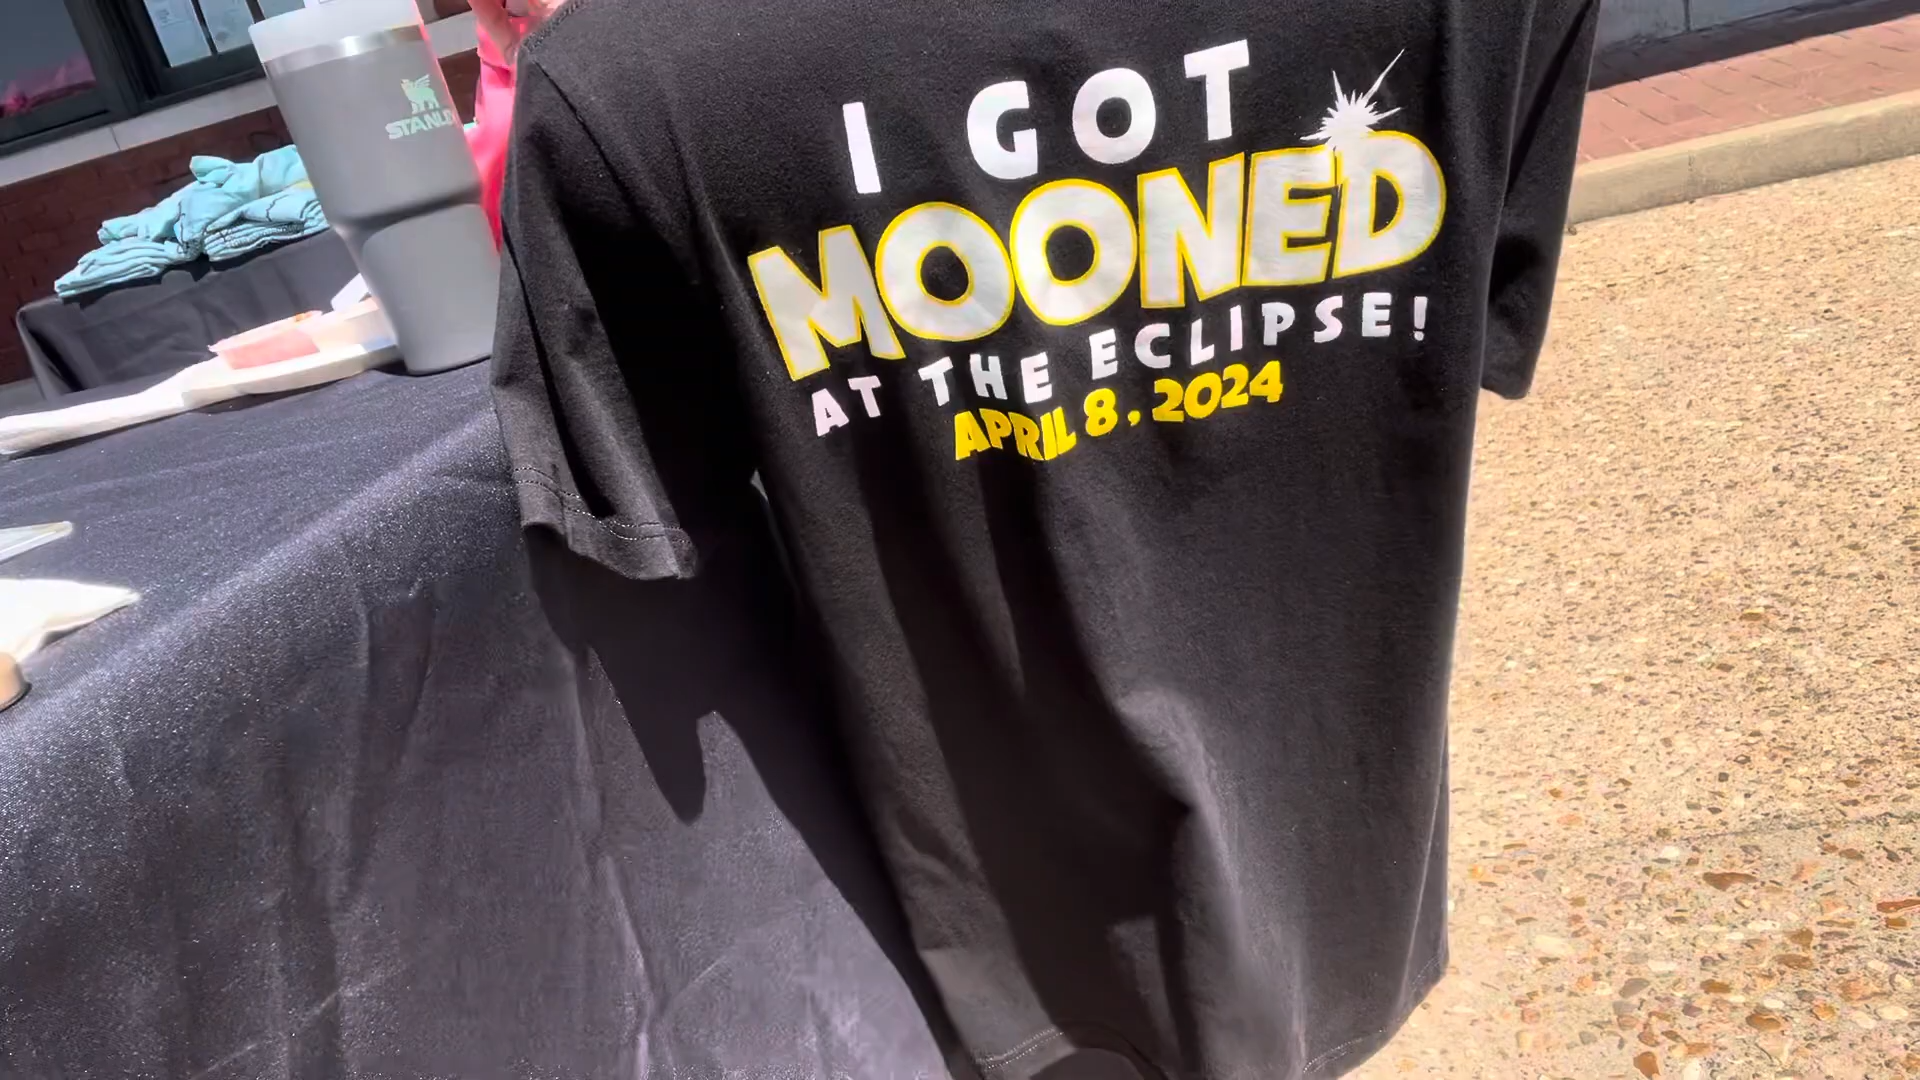 STANLEY
I GOT
MOONED
AT THE ECLIPSE!
APRIL 8, 2024